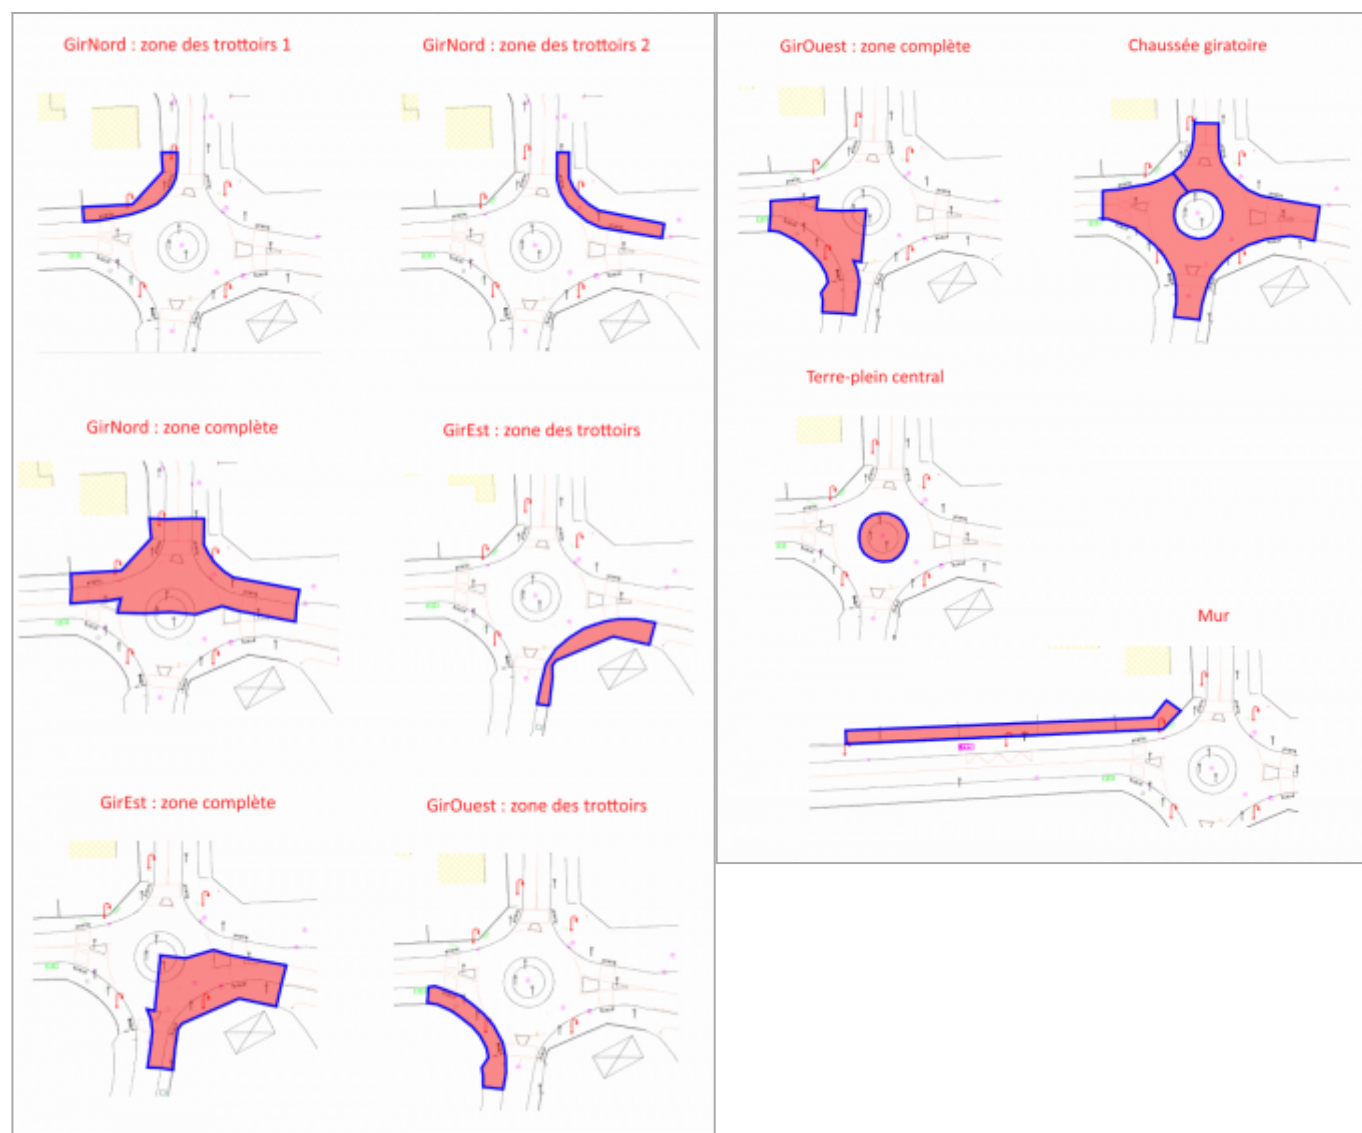 GirNord : zone des trottoirs 1
GirNord : zone des trottoirs 2
GirNord : zone complète
GirEst : zone des trottoirs
GirEst : zone complète
GirOuest : zone des trottoirs
GirOuest : zone complète
Chaussée giratoire
Terre-plein central
Mur